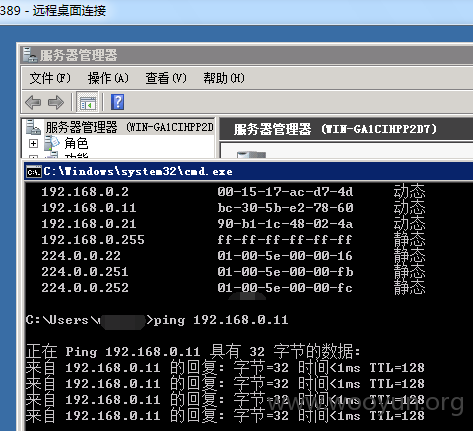 389 - 远程桌面连接
服务器管理器
文件(F) 操作(A) 查看(V) 帮助(H)
服务器管理器 (WIN-GA1CIHPP2D
角色
功能
服务器管理器 (WIN-GA1CIHPP2D7)
C:\Windows\system32\cmd.exe
192.168.0.2 00-15-17-ac-d7-4d 动态
192.168.0.11 bc-30-5b-e2-78-60 动态
192.168.0.21 90-b1-1c-48-02-4a 动态
192.168.0.255 ff-ff-ff-ff-ff-ff 静态
224.0.0.22 01-00-5e-00-00-16 静态
224.0.0.251 01-00-5e-00-00-fb 静态
224.0.0.252 01-00-5e-00-00-fc 静态
C:\Users\ >ping 192.168.0.11
正在 Ping 192.168.0.11 具有 32 字节的数据:
来自 192.168.0.11 的回复: 字节=32 时间<1ms TTL=128
来自 192.168.0.11 的回复: 字节=32 时间<1ms TTL=128
来自 192.168.0.11 的回复: 字节=32 时间<1ms TTL=128
来自 192.168.0.11 的回复: 字节=32 时间<1ms TTL=128
www.wooyun.org